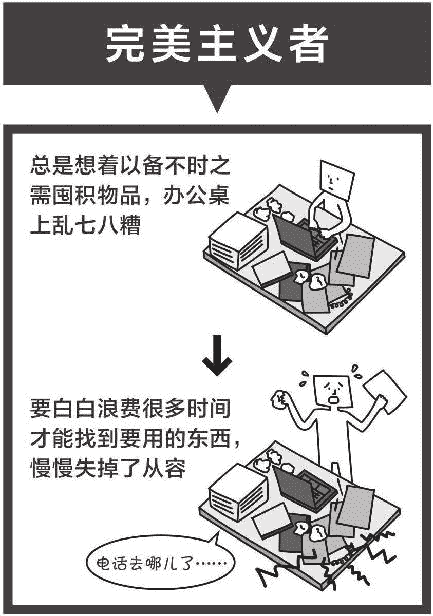 完美主义者
总是想着以备不时之
需囤积物品，办公桌
上乱七八糟
要白白浪费很多时间
才能找到要用的东西，
慢慢失掉了从容
电话去哪儿了……